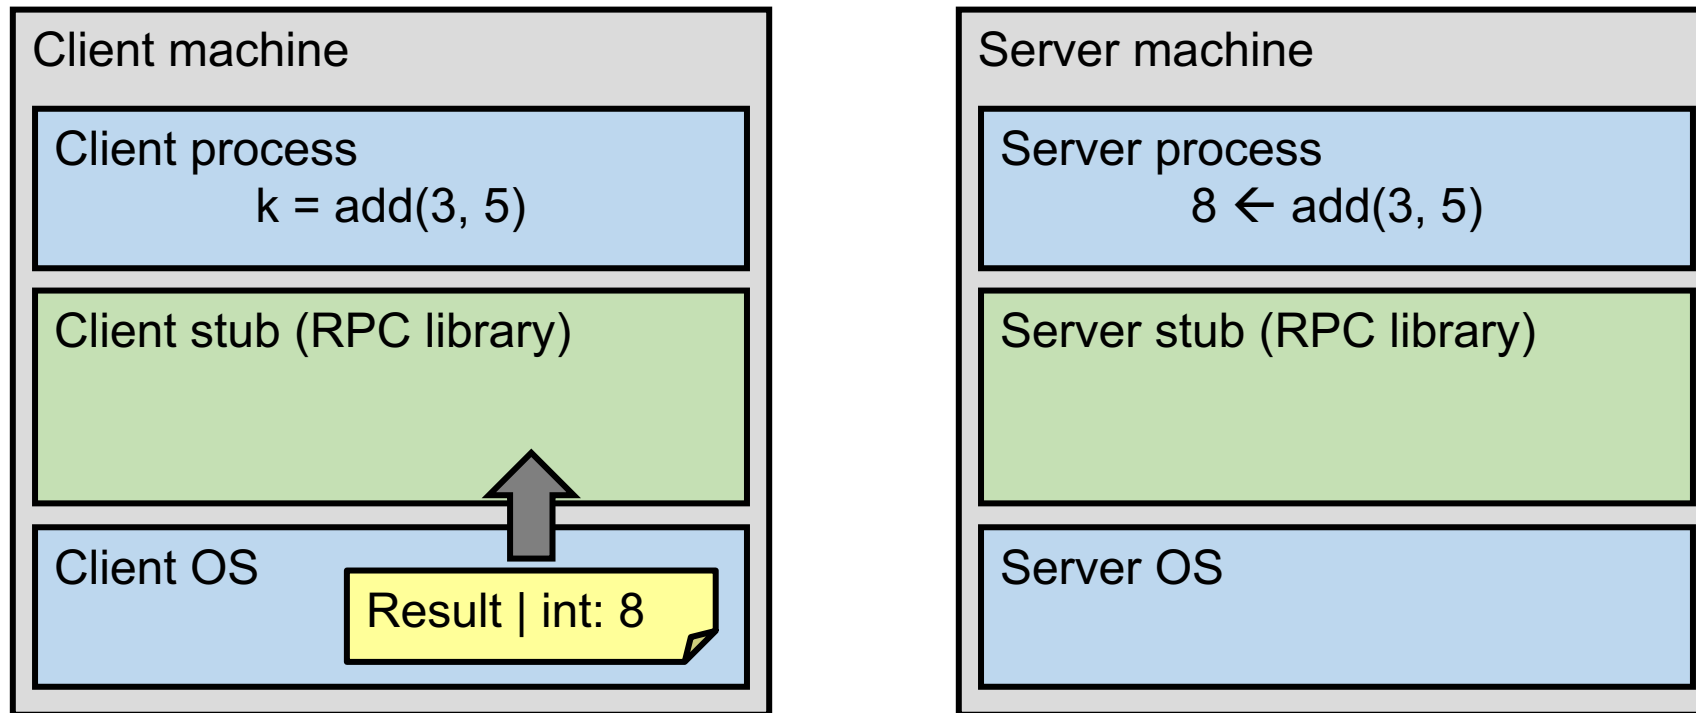 Client machine
Client process
k = add(3, 5)
Client stub (RPC library)
Client OS
Result | int: 8
Server machine
Server process
8 ← add(3, 5)
Server stub (RPC library)
Server OS